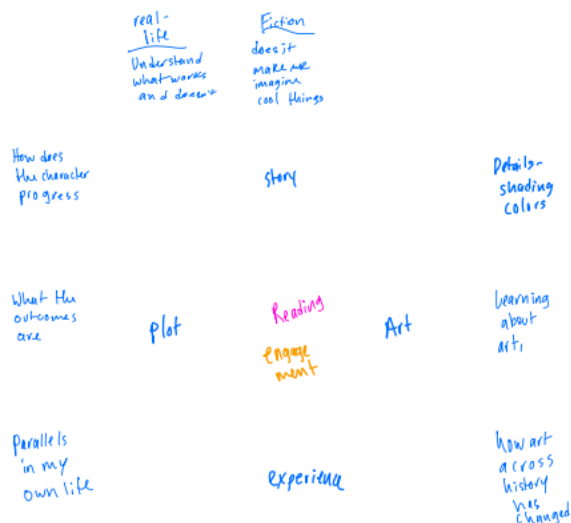 real-
life
Understand
what works
and doesn't
Fiction
does it
make me
imagine
cool things
How does
the character
progress
story
Details-
shading
colors
What the
outcomes
are
plot
Reading
engage
ment
Art
learning
about
art,
Parallels
in my
own life
experience
how art
across
history
has
changed